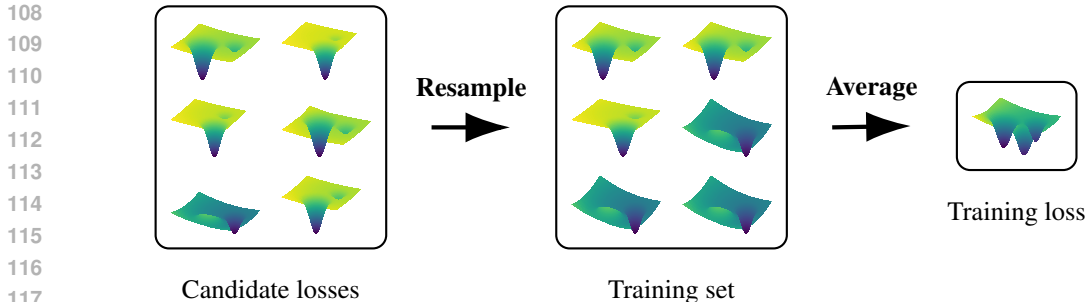 108
109
110
111
112
113
114
115
116
117
Resample
Average
Candidate losses
Training set
Training loss